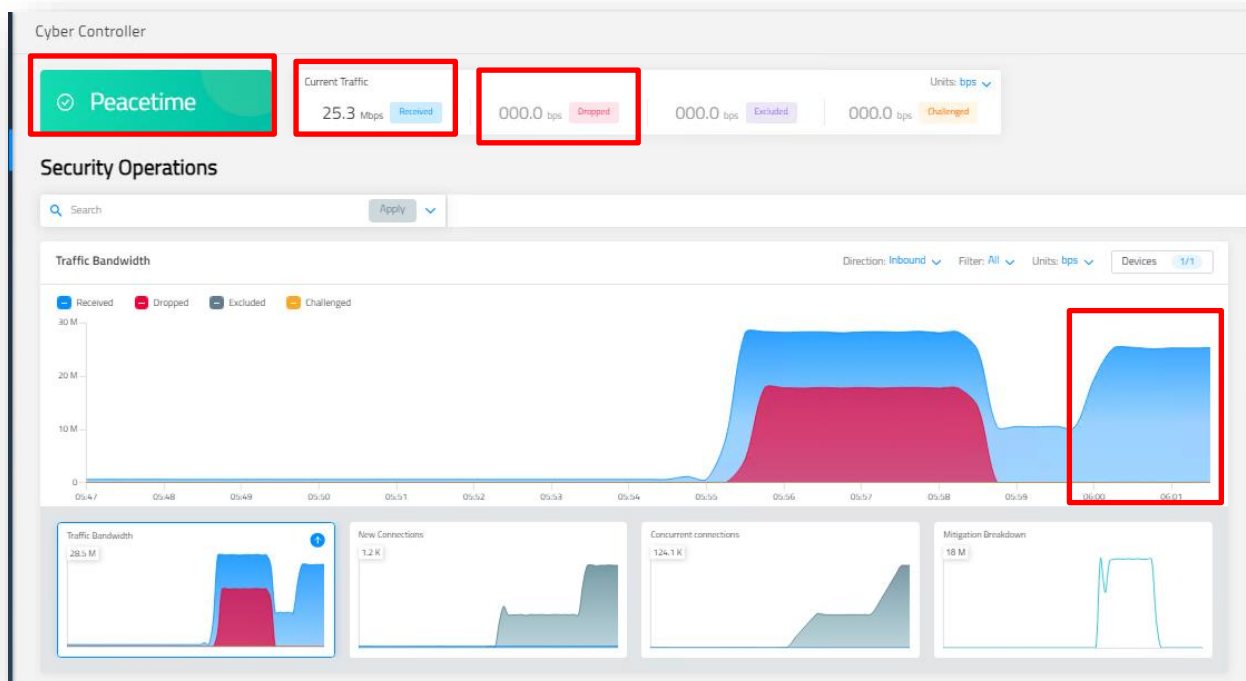 Cyber Controller
Peacetime
Current Traffic
Units: bps
25.3 Mbps Received
000.0 bps Dropped
000.0 bps Excluded
000.0 bps Challenged
Security Operations
Search
Apply
Traffic Bandwidth
Direction: Inbound Filter: All Units: bps Devices 1/1
Received Dropped Excluded Challenged
30 M
20 M
10 M
0
05:47 05:48 05:49 05:50 05:51 05:52 05:53 05:54 05:55 05:56 05:57 05:58 05:59 06:00 06:01
Traffic Bandwidth
28.5 M
New Connections
1.2 K
Concurrent connections
124.1 K
Mitigation Breakdown
18 M